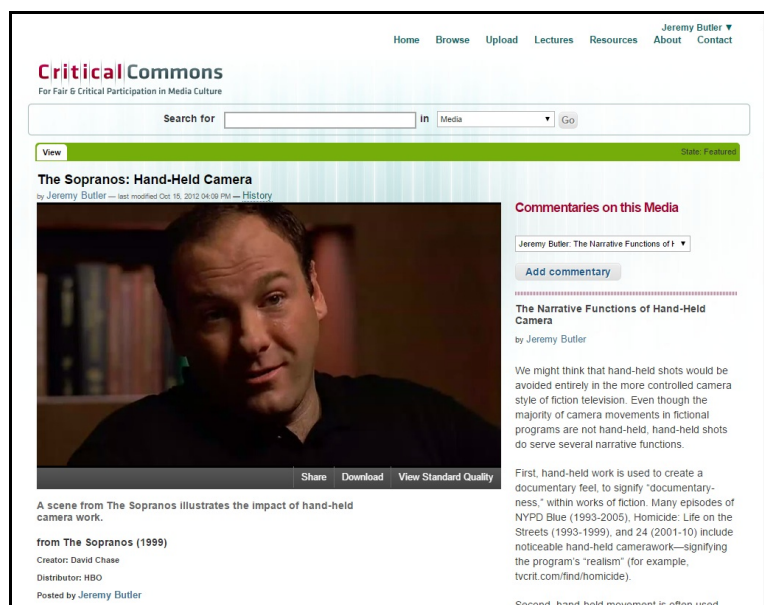 Jeremy Butler ▼
Home Browse Upload Lectures Resources About Contact
Critical Commons
For Fair & Critical Participation in Media Culture
Search for in Media ▼ Go
View State: Featured
The Sopranos: Hand-Held Camera
by Jeremy Butler — last modified Oct 15, 2012 04:09 PM — History
Share Download View Standard Quality
A scene from The Sopranos illustrates the impact of hand-held
camera work.
from The Sopranos (1999)
Creator: David Chase
Distributor: HBO
Posted by Jeremy Butler
Commentaries on this Media
Jeremy Butler: The Narrative Functions of H ▼
Add commentary
The Narrative Functions of Hand-Held
Camera
by Jeremy Butler
We might think that hand-held shots would be
avoided entirely in the more controlled camera
style of fiction television. Even though the
majority of camera movements in fictional
programs are not hand-held, hand-held shots
do serve several narrative functions.
First, hand-held work is used to create a
documentary feel, to signify "documentary-
ness," within works of fiction. Many episodes of
NYPD Blue (1993-2005), Homicide: Life on the
Streets (1993-1999), and 24 (2001-10) include
noticeable hand-held camerawork—signifying
the program's "realism" (for example,
tvcrit.com/find/homicide).
Second, hand-held movement is often used